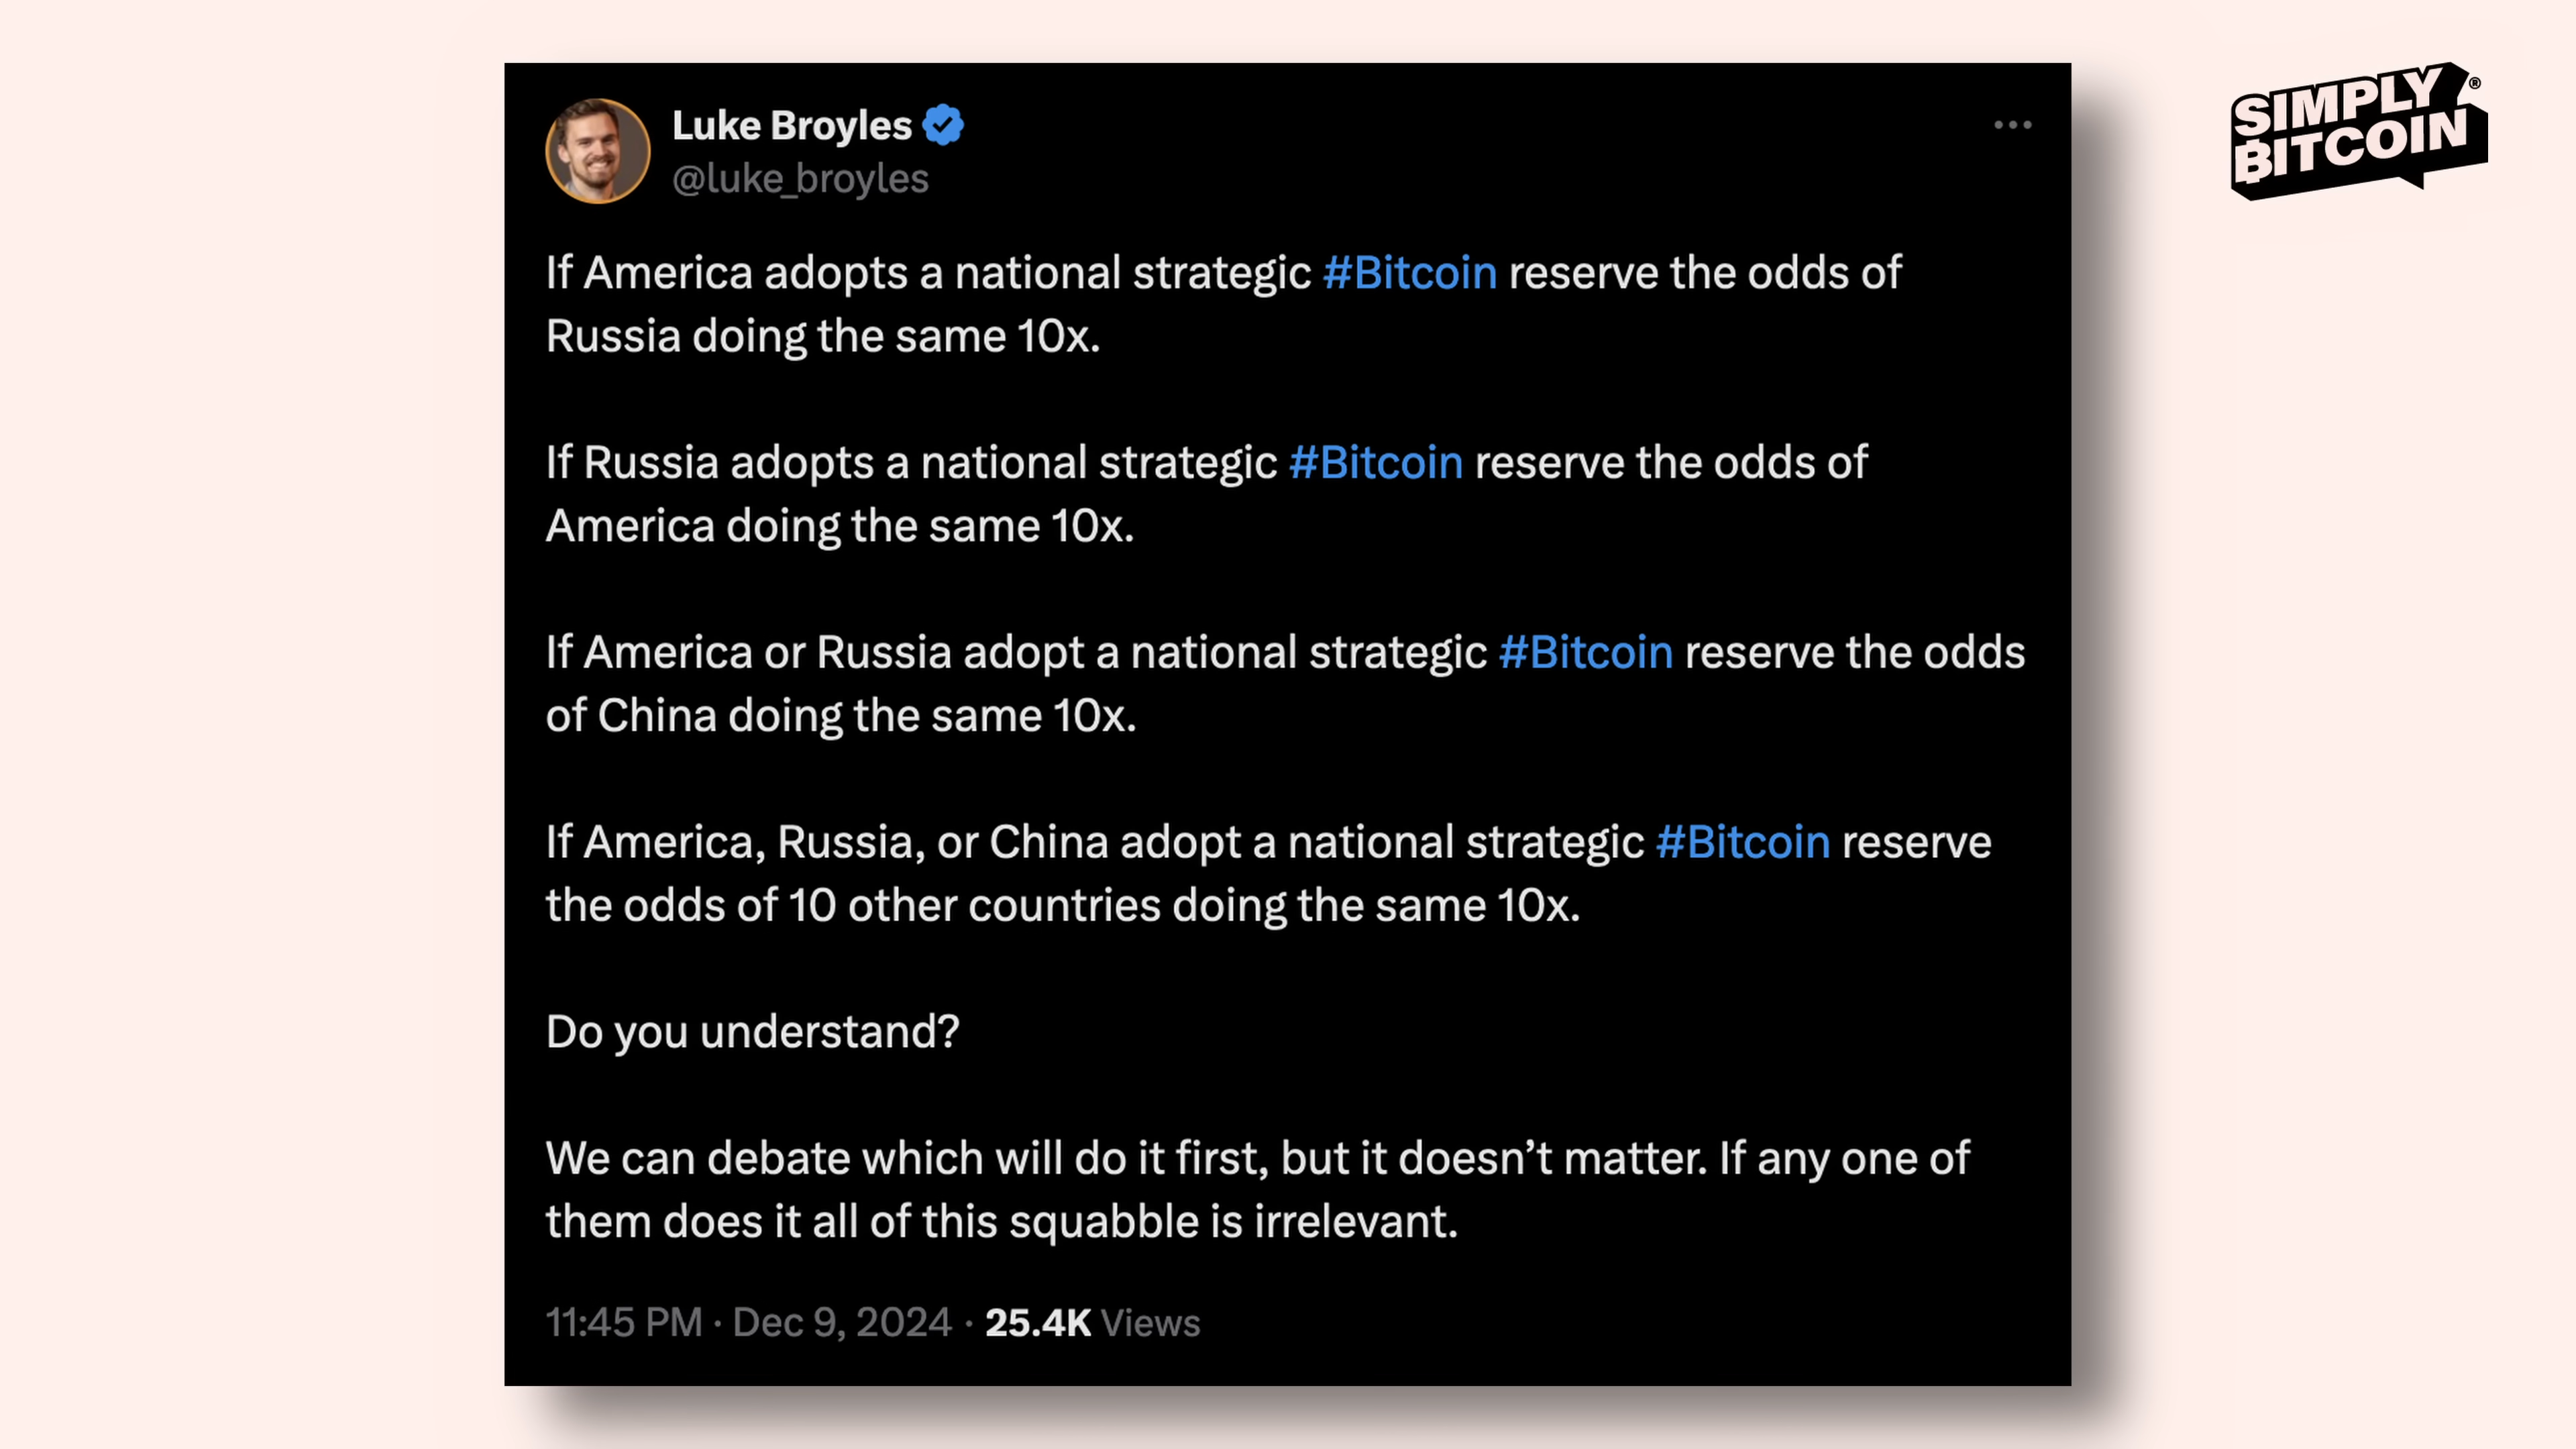 Luke Broyles
@luke_broyles
SIMPLY
BITCOIN
®
If America adopts a national strategic #Bitcoin reserve the odds of
Russia doing the same 10x.
If Russia adopts a national strategic #Bitcoin reserve the odds of
America doing the same 10x.
If America or Russia adopt a national strategic #Bitcoin reserve the odds
of China doing the same 10x.
If America, Russia, or China adopt a national strategic #Bitcoin reserve
the odds of 10 other countries doing the same 10x.
Do you understand?
We can debate which will do it first, but it doesn’t matter. If any one of
them does it all of this squabble is irrelevant.
11:45 PM · Dec 9, 2024 · 25.4K Views